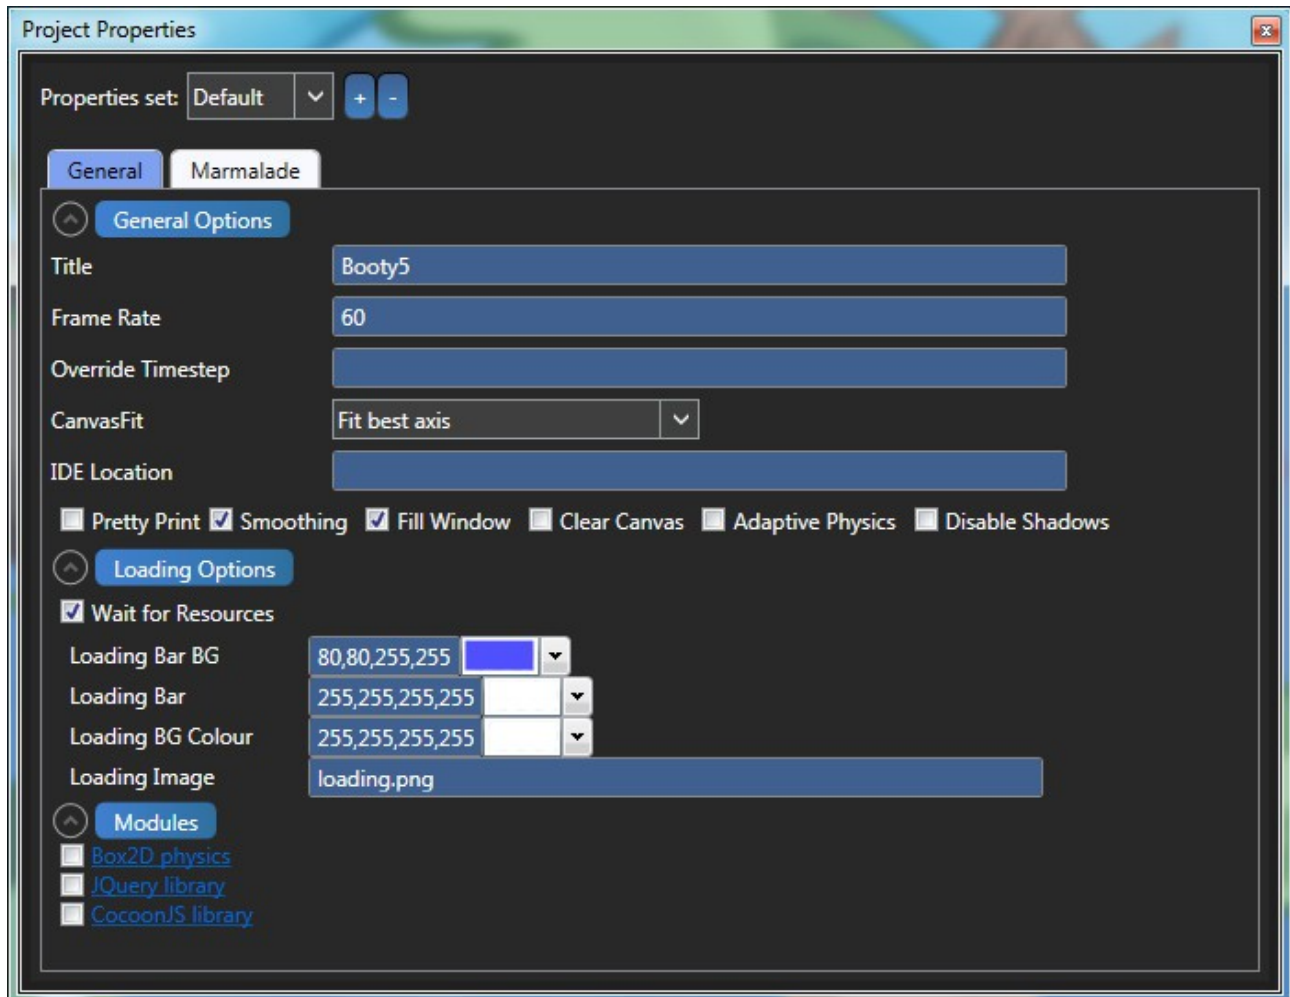 Project Properties
Properties set: Default + -
General Marmalade
General Options
Title Booty5
Frame Rate 60
Override Timestep
CanvasFit Fit best axis
IDE Location
Pretty Print Smoothing Fill Window Clear Canvas Adaptive Physics Disable Shadows
Loading Options
Wait for Resources
Loading Bar BG 80,80,255,255
Loading Bar 255,255,255,255
Loading BG Colour 255,255,255,255
Loading Image loading.png
Modules
Box2D physics
JQuery library
CocoonJS library